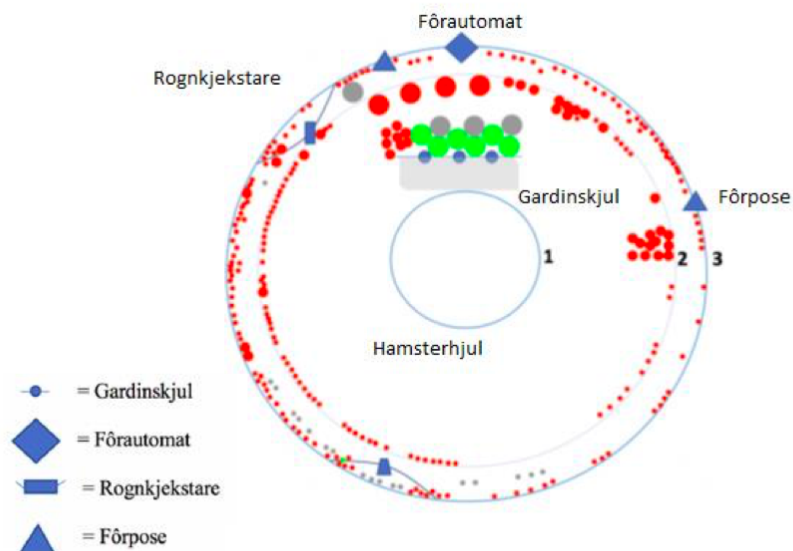 Fôrautomat
Rognkjekstare
Gardinskjul
Fôrpose
1
2
3
Hamsterhjul
= Gardinskjul
= Fôrautomat
= Rognkjekstare
= Fôrpose